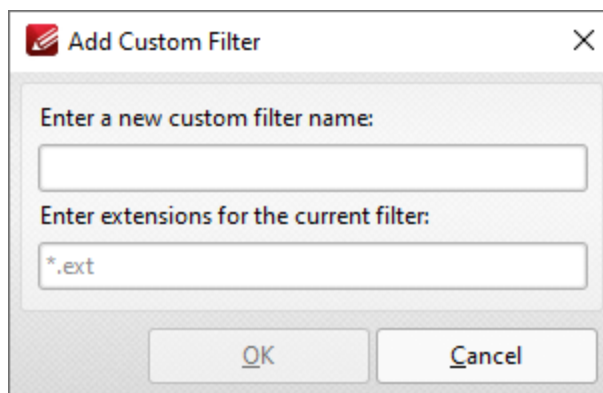 Add Custom Filter
Enter a new custom filter name:
Enter extensions for the current filter:
*.ext
OK
Cancel